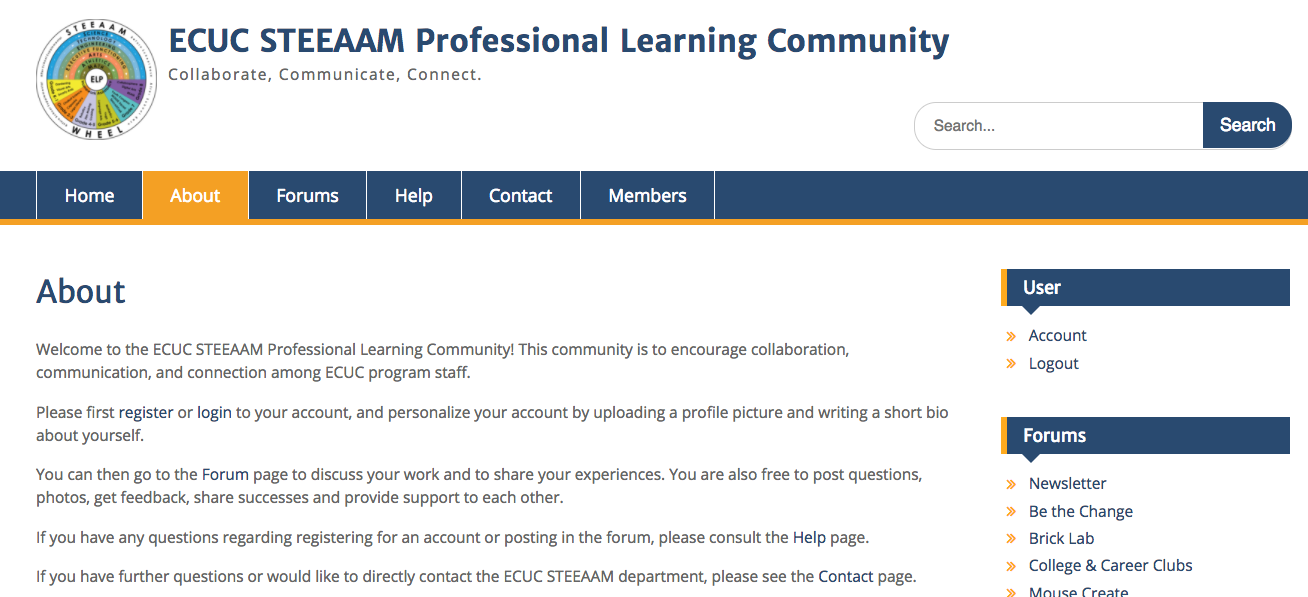 STEEAAM
ELP
WHEEL
ECUC STEEAAM Professional Learning Community
Collaborate, Communicate, Connect.
Search...
Search
Home
About
Forums
Help
Contact
Members
About
Welcome to the ECUC STEEAAM Professional Learning Community! This community is to encourage collaboration,
communication, and connection among ECUC program staff.
Please first register or login to your account, and personalize your account by uploading a profile picture and writing a short bio
about yourself.
You can then go to the Forum page to discuss your work and to share your experiences. You are also free to post questions,
photos, get feedback, share successes and provide support to each other.
If you have any questions regarding registering for an account or posting in the forum, please consult the Help page.
If you have further questions or would like to directly contact the ECUC STEEAAM department, please see the Contact page.
User
Account
Logout
Forums
Newsletter
Be the Change
Brick Lab
College & Career Clubs
Mouse Create